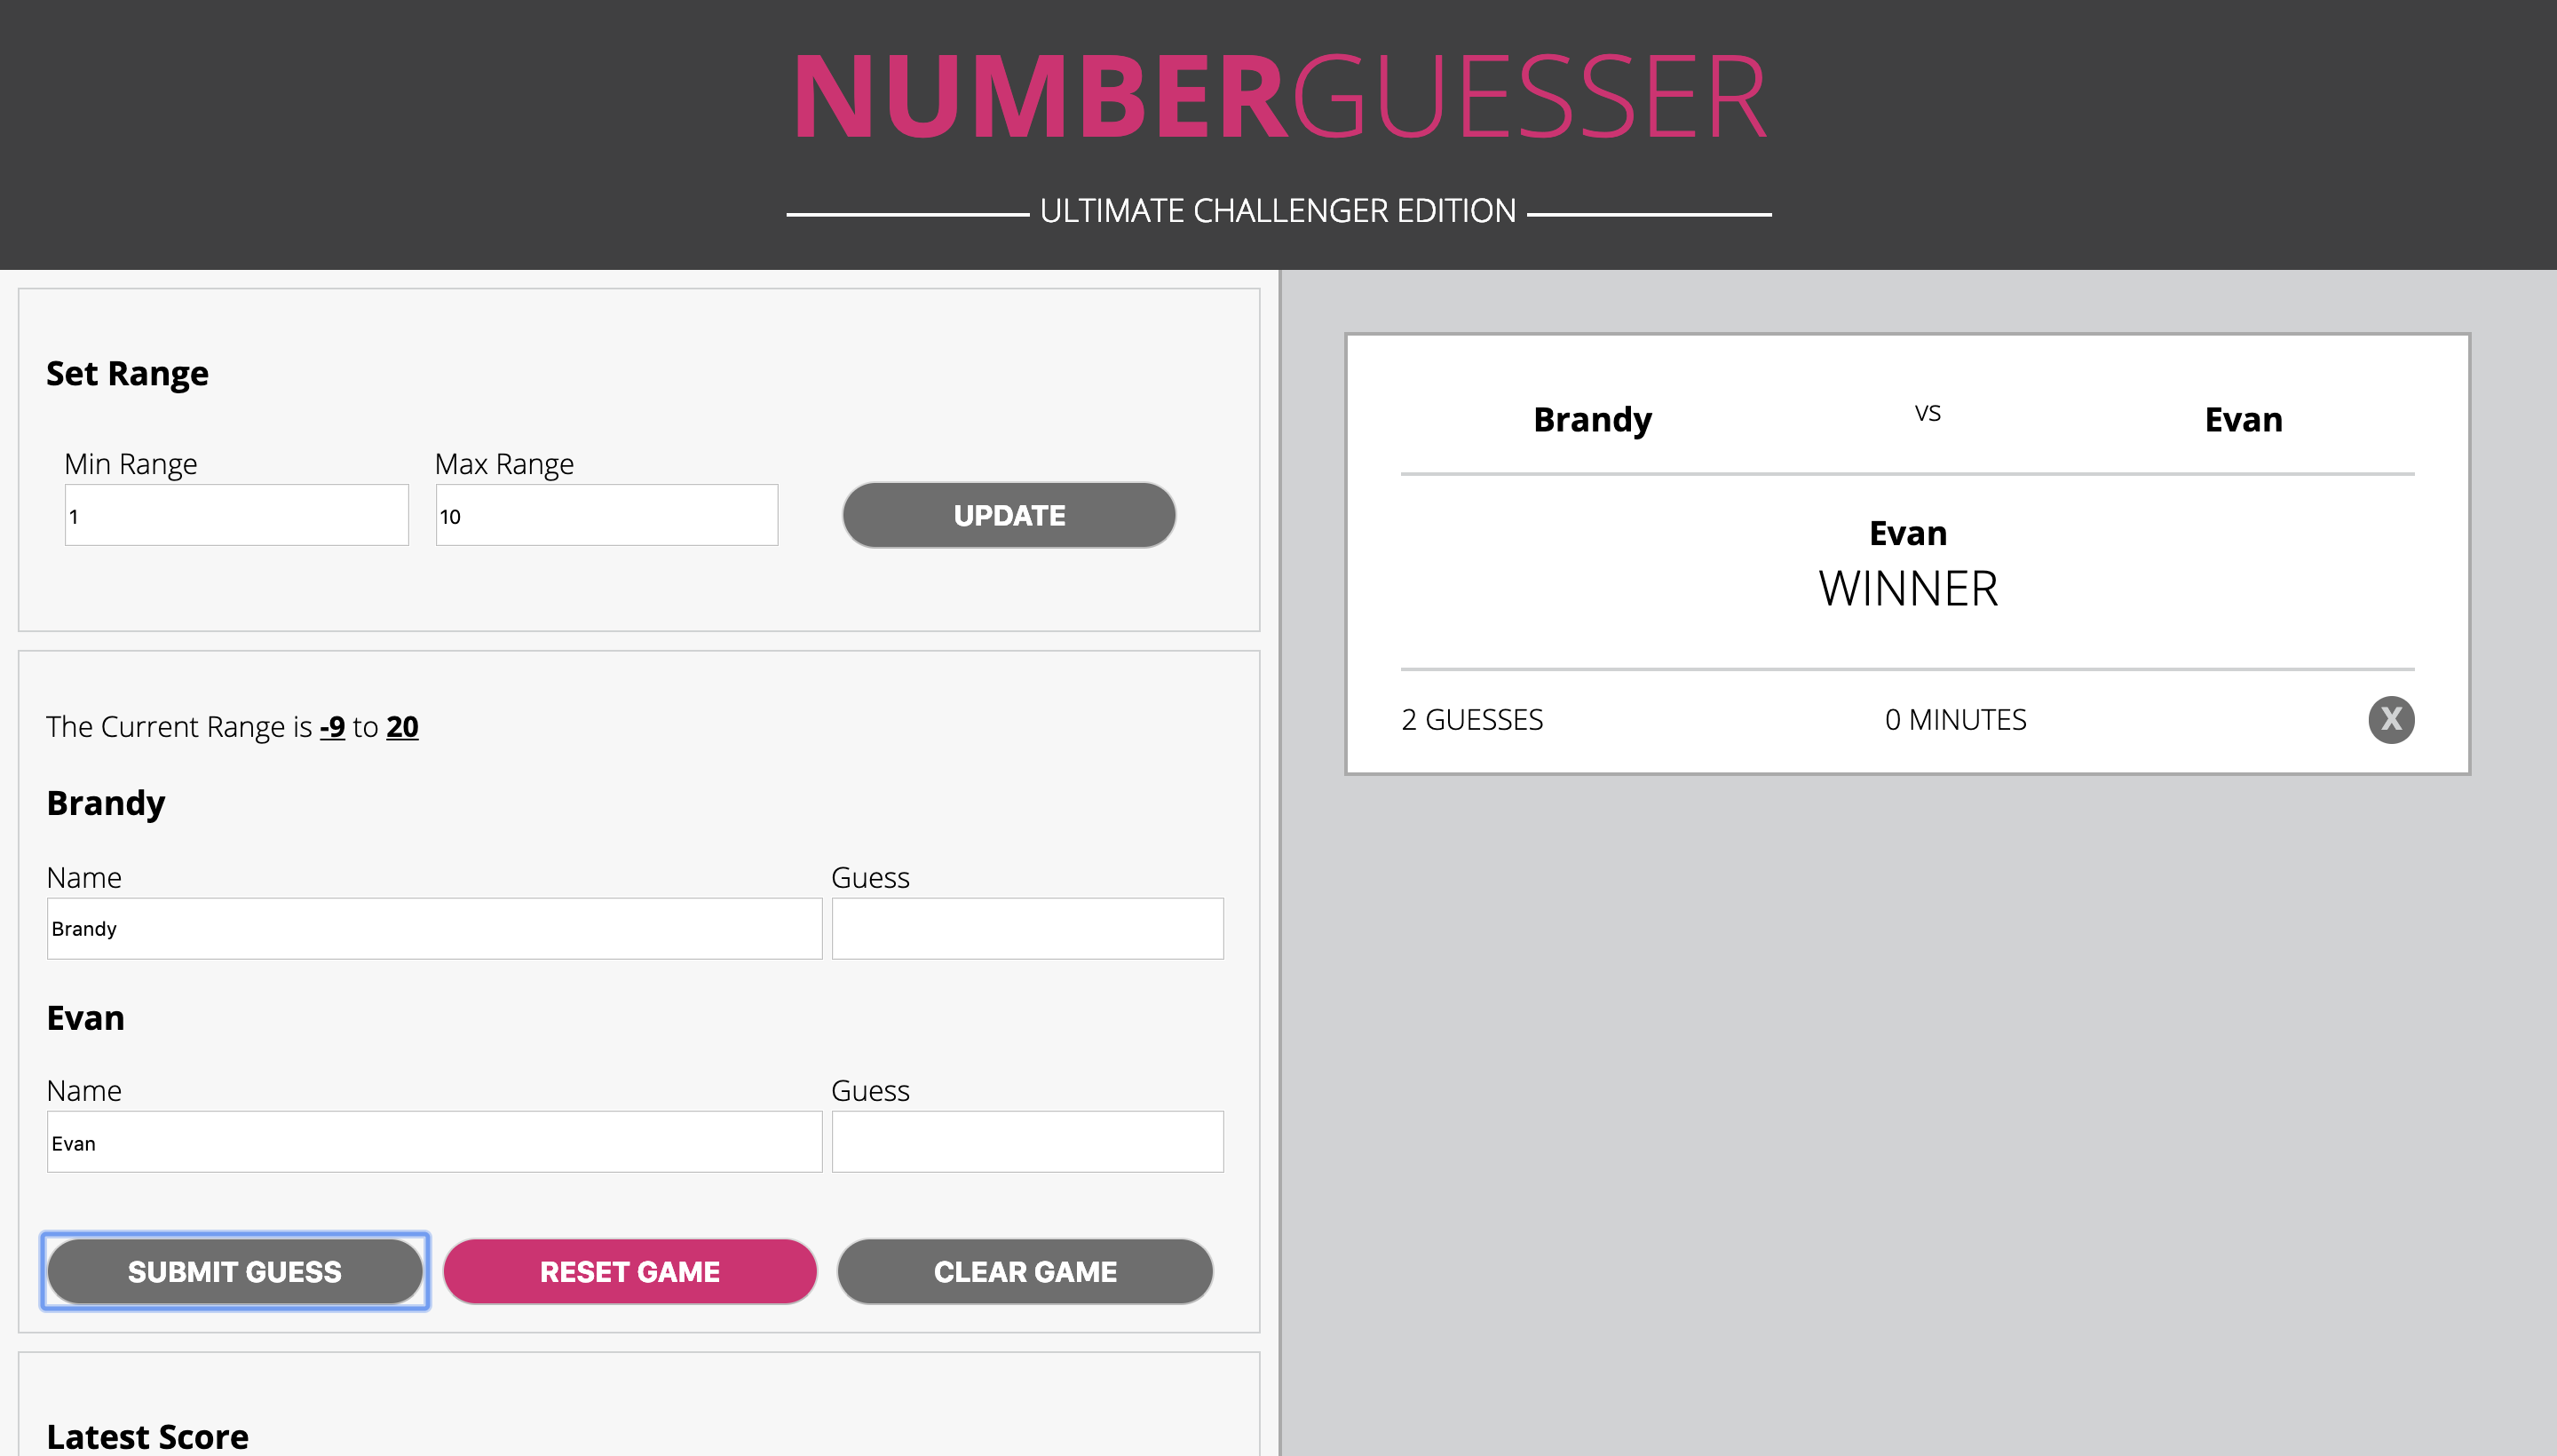 NUMBERGUESSER
ULTIMATE CHALLENGER EDITION
Set Range
Min Range Max Range
1 10 UPDATE
The Current Range is -9 to 20
Brandy
Name Guess
Brandy
Evan
Name Guess
Evan
SUBMIT GUESS RESET GAME CLEAR GAME
Latest Score
Brandy VS Evan
Evan
WINNER
2 GUESSES 0 MINUTES X